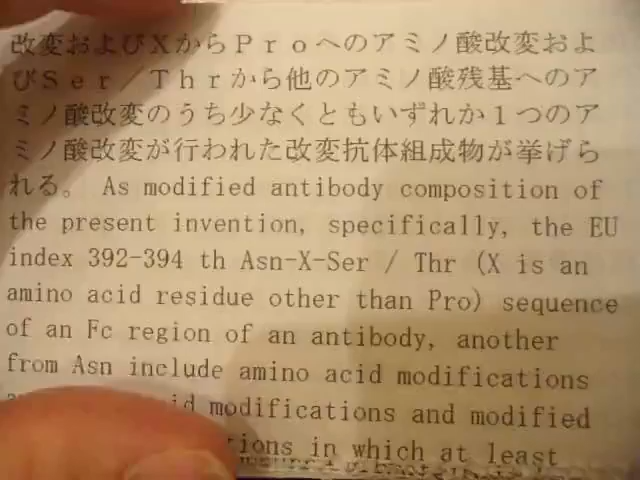 改変およびXからＰｒｏへのアミノ酸改変およ
びＳｅｒ／Ｔｈｒから他のアミノ酸残基へのア
ミノ酸改変のうち少なくともいずれか１つのア
ミノ酸改変が行われた改変抗体組成物が挙げら
れる。 As modified antibody composition of
the present invention, specifically, the EU
index 392-394 th Asn-X-Ser / Thr (X is an
amino acid residue other than Pro) sequence
of an Fc region of an antibody, another
from Asn include amino acid modifications
modifications and modified
in which at least